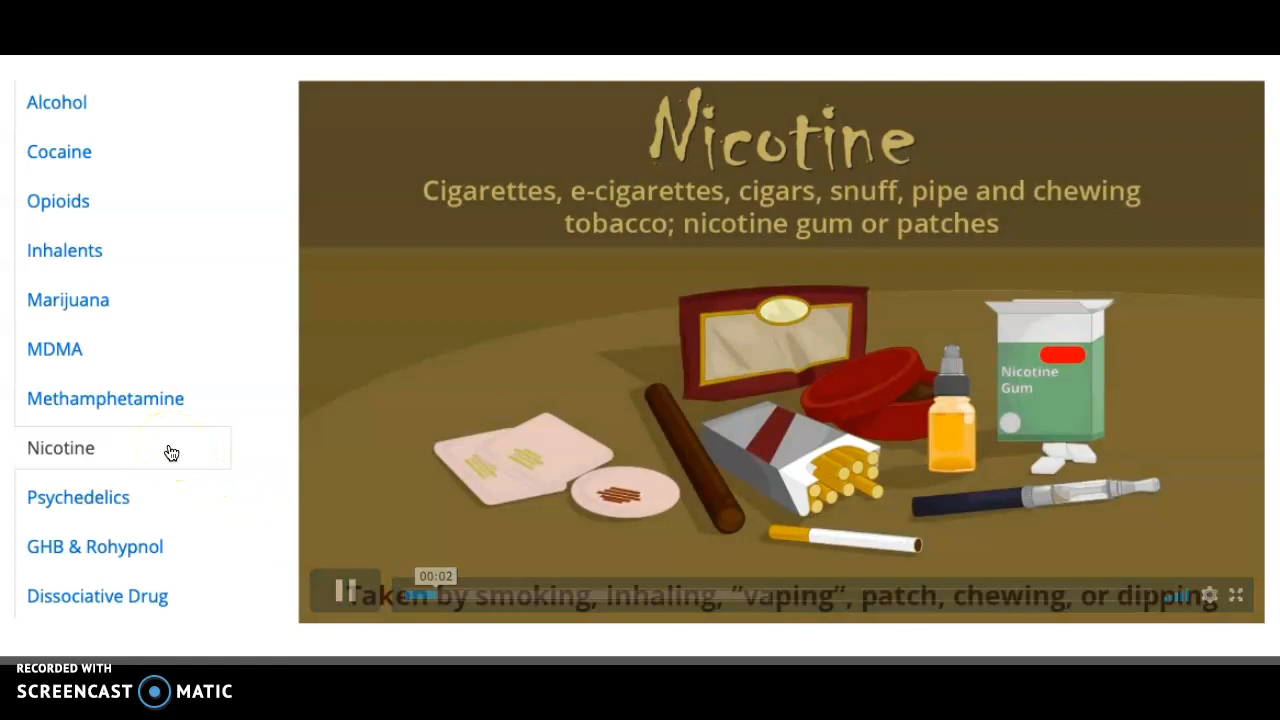 Alcohol
Cocaine
Opioids
Inhalents
Marijuana
MDMA
Methamphetamine
Nicotine
Psychedelics
GHB & Rohypnol
Dissociative Drug
Nicotine
Cigarettes, e-cigarettes, cigars, snuff, pipe and chewing
tobacco; nicotine gum or patches
Nicotine
Gum
00:02
Taken by smoking, inhaling, ”vaping”, patch, chewing, or dipping
RECORDED WITH
SCREENCAST MATIC